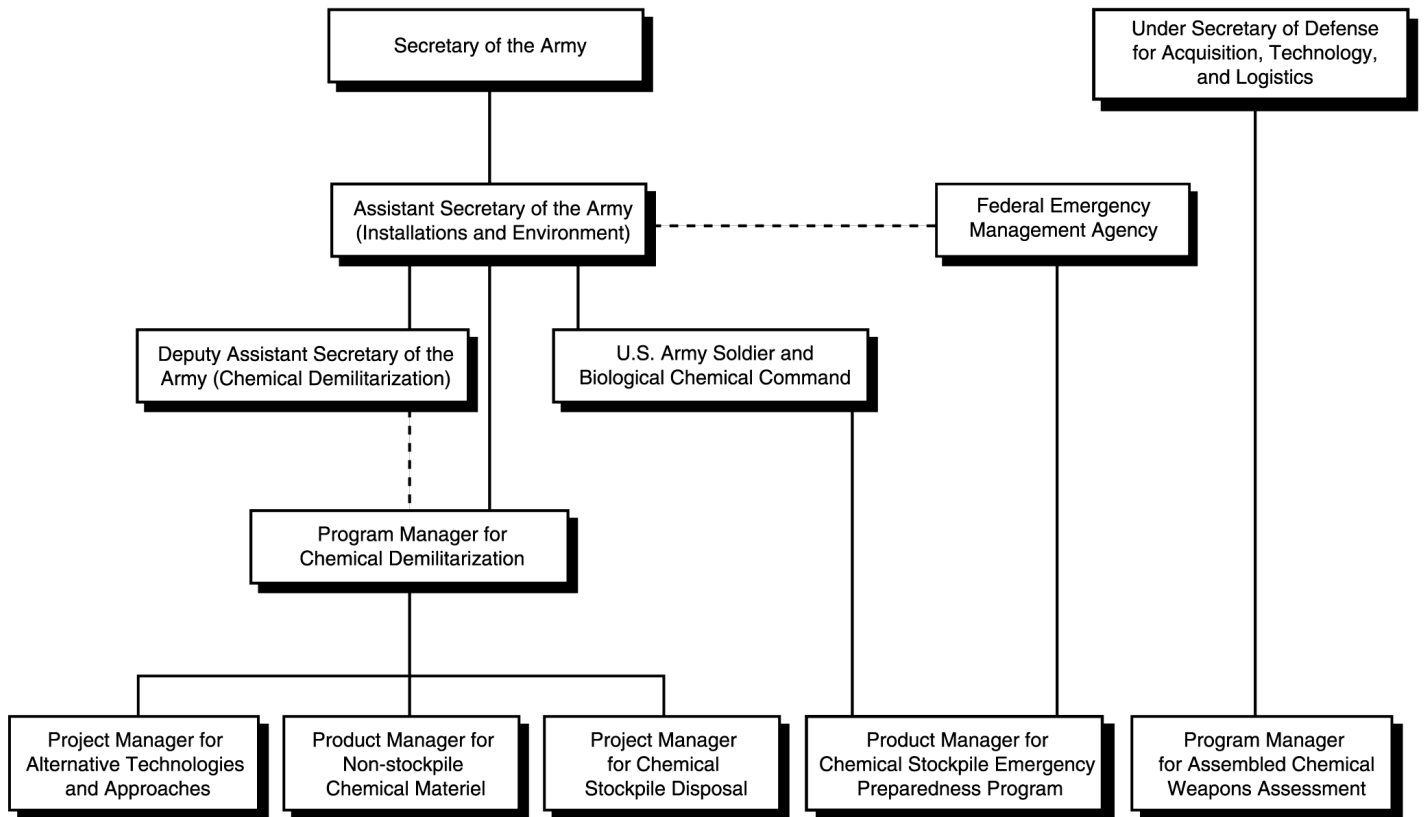 Secretary of the Army
Under Secretary of Defense
for Acquisition, Technology,
and Logistics
Assistant Secretary of the Army
(Installations and Environment)
Federal Emergency
Management Agency
Deputy Assistant Secretary of the
Army (Chemical Demilitarization)
U.S. Army Soldier and
Biological Chemical Command
Program Manager for
Chemical Demilitarization
Project Manager for
Alternative Technologies
and Approaches
Product Manager for
Non-stockpile
Chemical Materiel
Project Manager
for Chemical
Stockpile Disposal
Product Manager for
Chemical Stockpile Emergency
Preparedness Program
Program Manager
for Assembled Chemical
Weapons Assessment